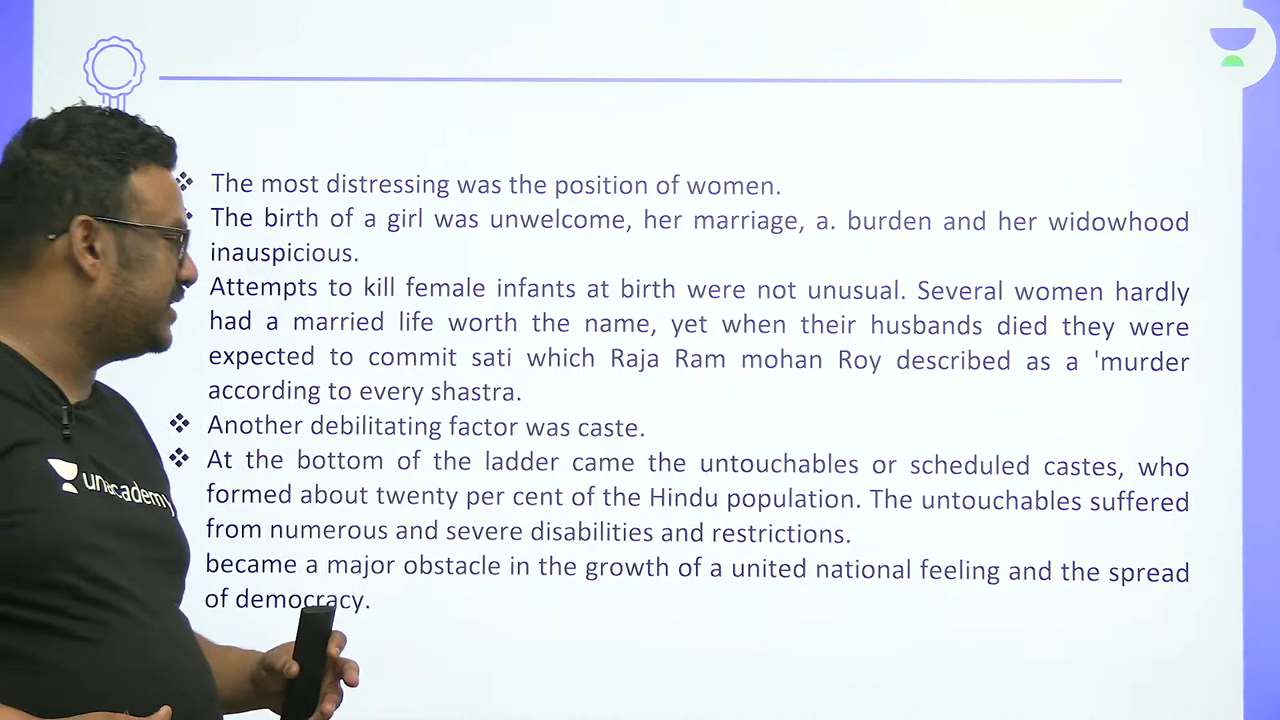 The most distressing was the position of women.
The birth of a girl was unwelcome, her marriage, a. burden and her widowhood
inauspicious.
Attempts to kill female infants at birth were not unusual. Several women hardly
had a married life worth the name, yet when their husbands died they were
expected to commit sati which Raja Ram mohan Roy described as a 'murder
according to every shastra.
Another debilitating factor was caste.
At the bottom of the ladder came the untouchables or scheduled castes, who
formed about twenty per cent of the Hindu population. The untouchables suffered
from numerous and severe disabilities and restrictions.
became a major obstacle in the growth of a united national feeling and the spread
of democracy.
unacademy